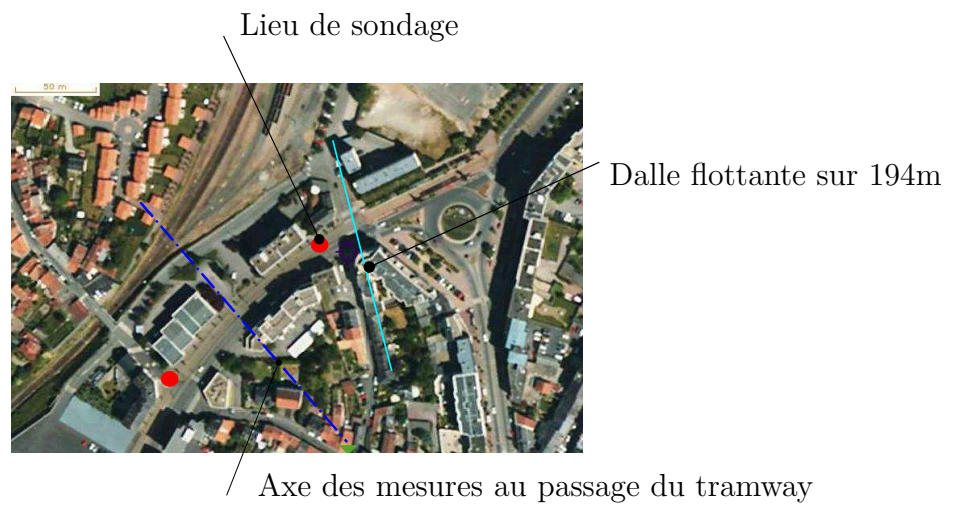 Lieu de sondage
50 m
Dalle flottante sur 194m
Axe des mesures au passage du tramway